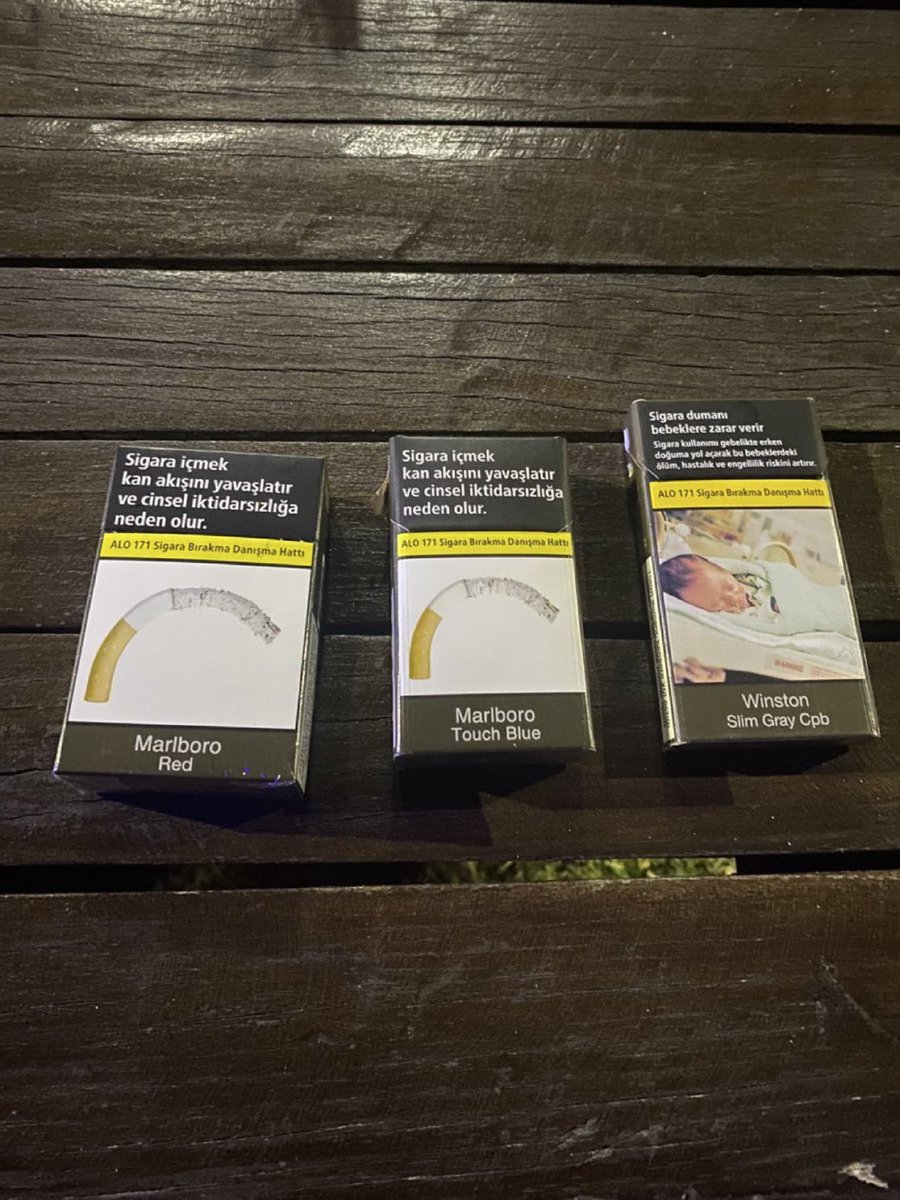 Sigara içmek
kan akışını yavaşlatır
ve cinsel iktidarsızlığa
neden olur.
ALO 171 Sigara Bırakma Danışma Hattı
Marlboro
Red
Sigara içmek
kan akışını yavaşlatır
ve cinsel iktidarsızlığa
neden olur.
ALO 171 Sigara Bırakma Danışma Hattı
Marlboro
Touch Blue
Sigara dumanı
bebeklere zarar verir
Sigara kullanımı gebelikte erken
doğuma yol açarak bu bebeklerdeki
ölüm, hastalık ve engellilik riskini artırır.
ALO 171 Sigara Bırakma Danışma Hattı
WARNING
Winston
Slim Gray Cpb